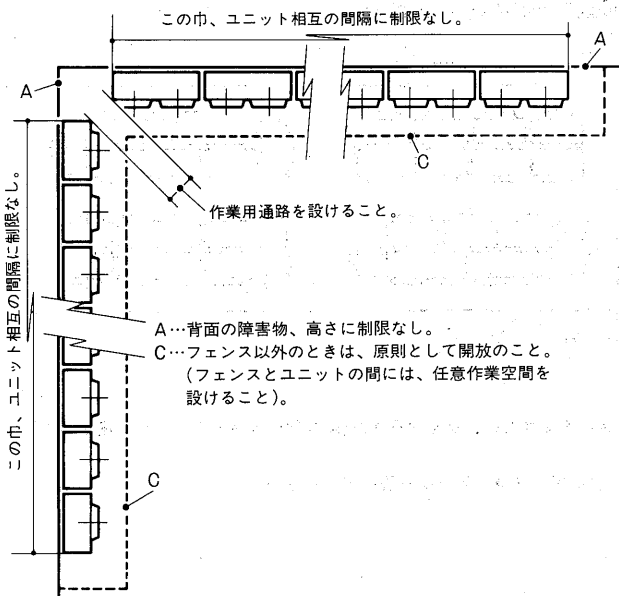 この巾、ユニット相互の間隔に制限なし。
A
A
C
作業用通路を設けること。
この巾、ユニット相互の間隔に制限なし。
A…背面の障害物、高さに制限なし。
C…フェンス以外のときは、原則として開放のこと。
(フェンスとユニットの間には、任意作業空間を
設けること)。
C